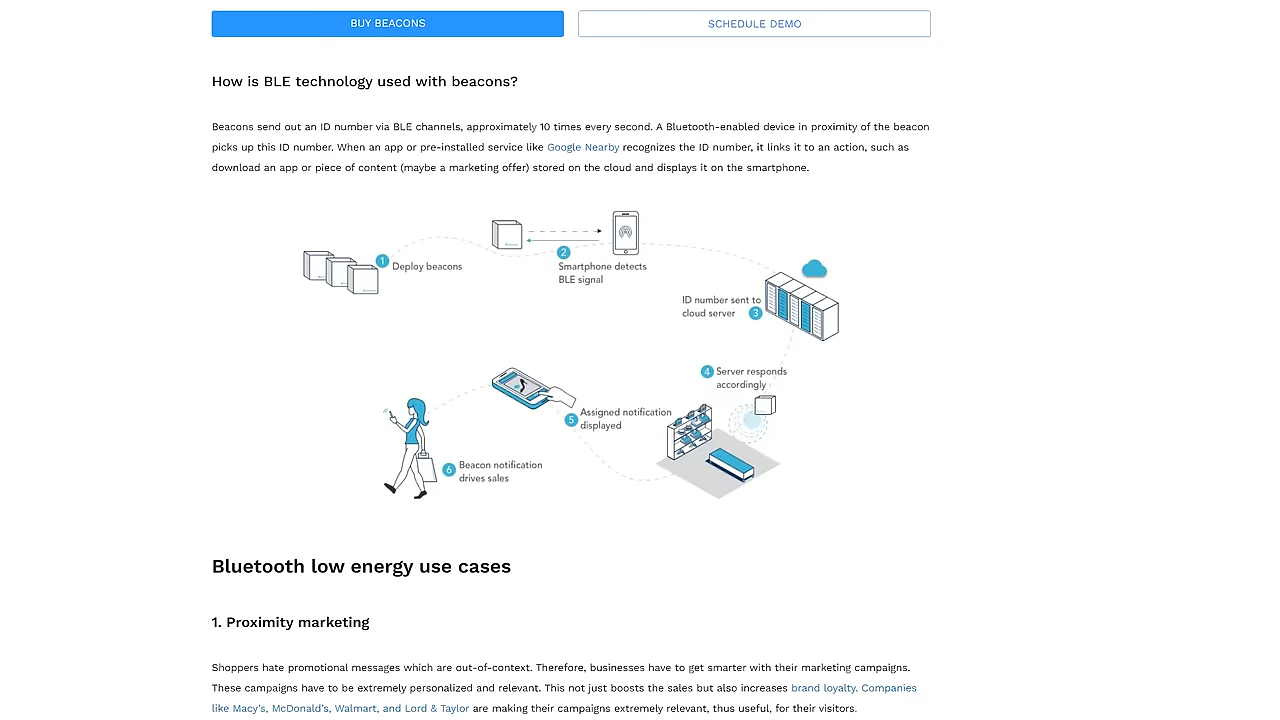 BUY BEACONS
SCHEDULE DEMO
How is BLE technology used with beacons?
Beacons send out an ID number via BLE channels, approximately 10 times every second. A Bluetooth-enabled device in proximity of the beacon
picks up this ID number. When an app or pre-installed service like Google Nearby recognizes the ID number, it links it to an action, such as
download an app or piece of content (maybe a marketing offer) stored on the cloud and displays it on the smartphone.
1 Deploy beacons
2
Smartphone detects
BLE signal
ID number sent to
cloud server 3
4 Server responds
accordingly
5 Assigned notification
displayed
6 Beacon notification
drives sales
Bluetooth low energy use cases
1. Proximity marketing
Shoppers hate promotional messages which are out-of-context. Therefore, businesses have to get smarter with their marketing campaigns.
These campaigns have to be extremely personalized and relevant. This not just boosts the sales but also increases brand loyalty. Companies
like Macy's, McDonald's, Walmart, and Lord & Taylor are making their campaigns extremely relevant, thus useful, for their visitors.